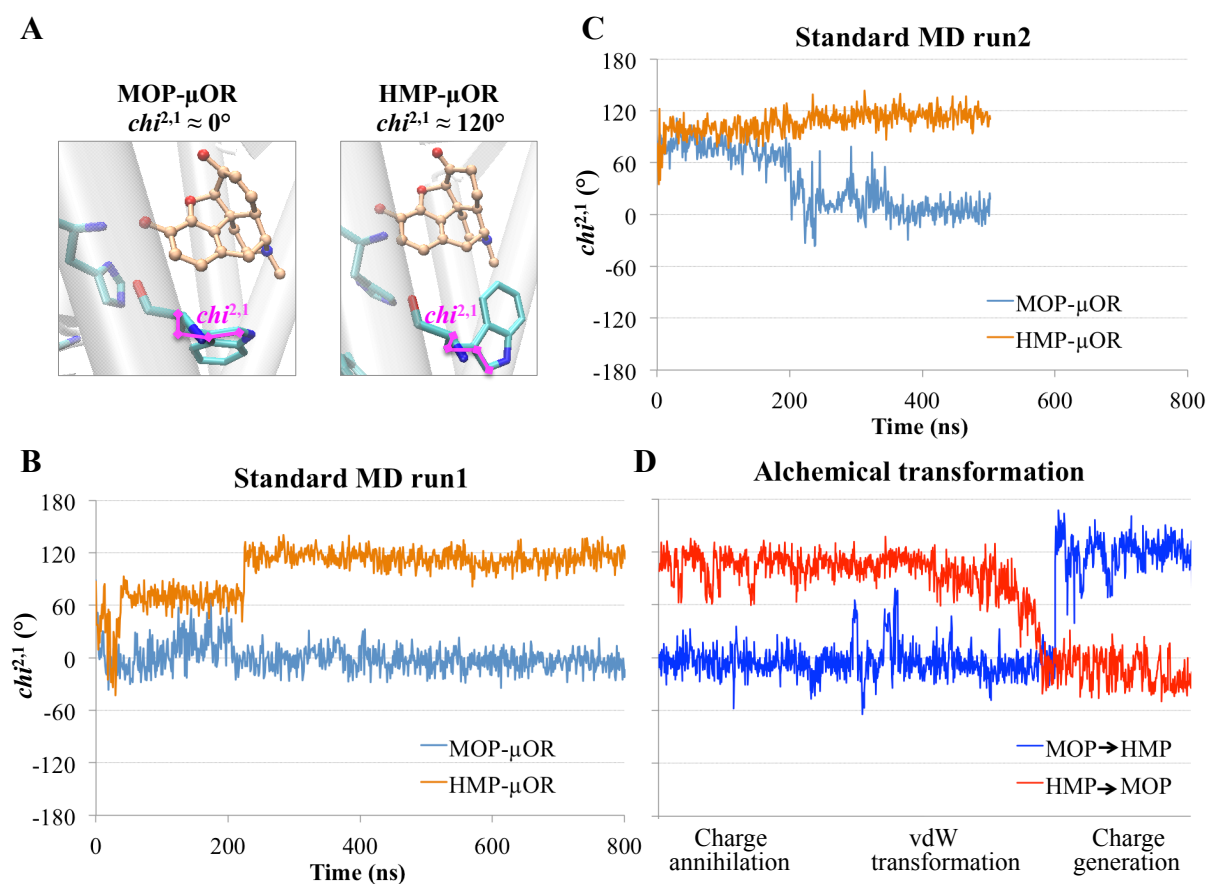 A
MOP-µOR
chi2,1 ≈ 0°
HMP-µOR
chi2,1 ≈ 120°
chi2,1
chi2,1
C
Standard MD run2
180
120
60
0
-60
-120
-180
chi2,1 (°)
MOP-µOR
HMP-µOR
0
200
400
600
800
Time (ns)
B
Standard MD run1
180
120
60
0
-60
-120
-180
chi2,1 (°)
MOP-µOR
HMP-µOR
0
200
400
600
800
Time (ns)
D
Alchemical transformation
MOP→HMP
HMP→MOP
Charge
annihilation
vdW
transformation
Charge
generation